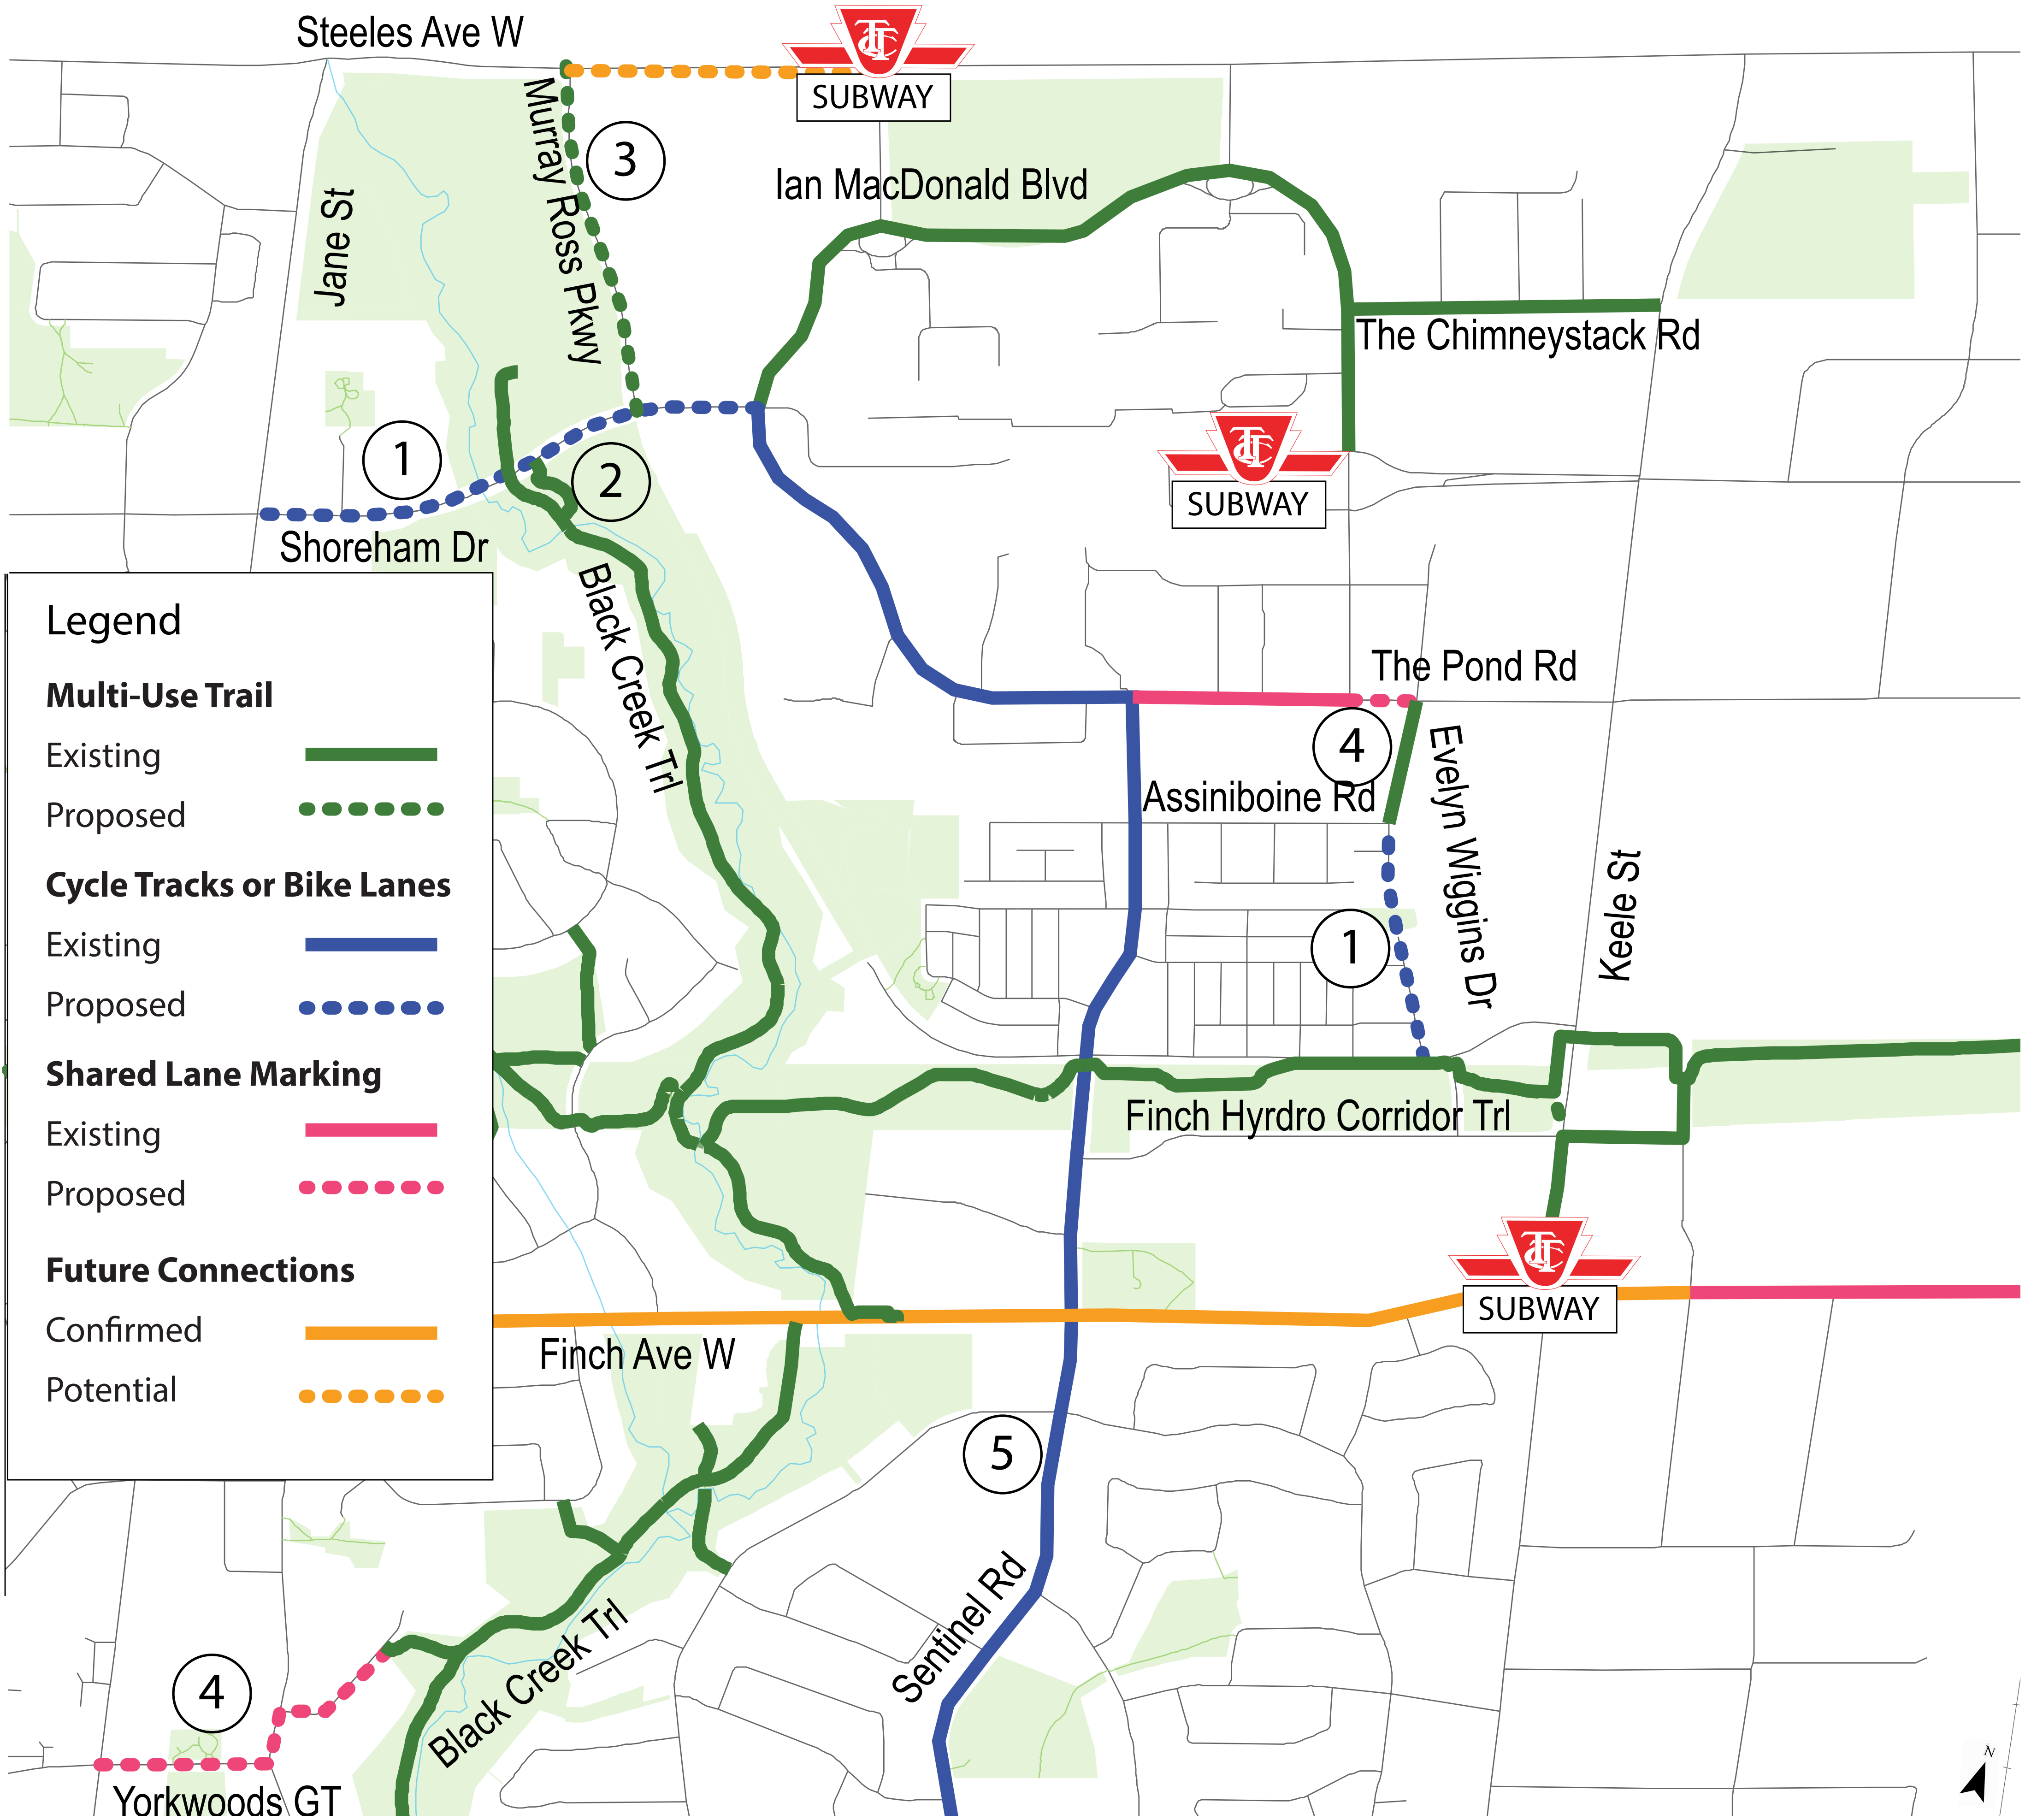 Steeles Ave W
TTC
SUBWAY
Murray Ross Pkwy
3
Ian MacDonald Blvd
Jane St
The Chimneystack Rd
1
2
TTC
SUBWAY
Shoreham Dr
Black Creek Trl
The Pond Rd
4
Evelyn Wiggins Dr
Assiniboine Rd
1
Keele St
Finch Hyrdro Corridor Trl
TTC
SUBWAY
Finch Ave W
5
Sentinel Rd
Black Creek Trl
4
Yorkwoods GT
N
Legend
Multi-Use Trail
Existing
Proposed
Cycle Tracks or Bike Lanes
Existing
Proposed
Shared Lane Marking
Existing
Proposed
Future Connections
Confirmed
Potential